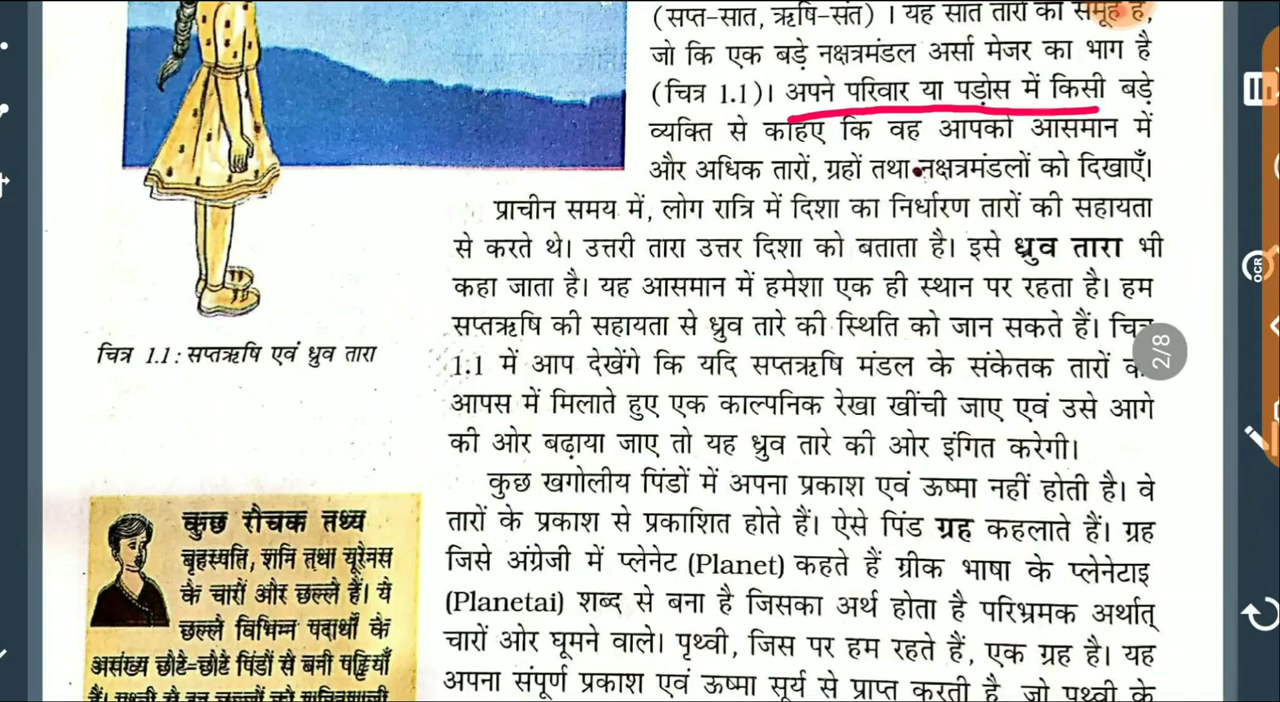 (सप्त-सात, ऋषि-संत) । यह सात तारों का समूह है,
जो कि एक बड़े नक्षत्रमंडल अर्सा मेजर का भाग है
(चित्र 1.1)। अपने परिवार या पड़ोस में किसी बड़े
व्यक्ति से कहिए कि वह आपको आसमान में
और अधिक तारों, ग्रहों तथा नक्षत्रमंडलों को दिखाएँ।
प्राचीन समय में, लोग रात्रि में दिशा का निर्धारण तारों की सहायता
से करते थे। उत्तरी तारा उत्तर दिशा को बताता है। इसे ध्रुव तारा भी
कहा जाता है। यह आसमान में हमेशा एक ही स्थान पर रहता है। हम
सप्तऋषि की सहायता से ध्रुव तारे की स्थिति को जान सकते हैं। चित्र
1.1 में आप देखेंगे कि यदि सप्तऋषि मंडल के संकेतक तारों
आपस में मिलाते हुए एक काल्पनिक रेखा खींची जाए एवं उसे आगे
की ओर बढ़ाया जाए तो यह ध्रुव तारे की ओर इंगित करेगी।
कुछ खगोलीय पिंडों में अपना प्रकाश एवं ऊष्मा नहीं होती है। वे
तारों के प्रकाश से प्रकाशित होते हैं। ऐसे पिंड ग्रह कहलाते हैं। ग्रह
जिसे अंग्रेजी में प्लेनेट (Planet) कहते हैं ग्रीक भाषा के प्लेनेटाइ
(Planetai) शब्द से बना है जिसका अर्थ होता है परिभ्रमक अर्थात्
चारों ओर घूमने वाले। पृथ्वी, जिस पर हम रहते हैं, एक ग्रह है। यह
अपना संपूर्ण प्रकाश एवं ऊष्मा सूर्य से प्राप्त करती है, जो पृथ्वी के
चित्र 1.1: सप्तऋषि एवं ध्रुव तारा
कुछ रोचक तथ्य
बृहस्पति, शनि तथा यूरेनस
के चारों ओर छल्ले हैं। ये
छल्ले विभिन्न पदार्थों के
असंख्य छोटे-छोटे पिंडों से बनी पट्टियाँ
हैं। पृथ्वी से इन छल्लों को शक्तिशाली
2/8
OCR